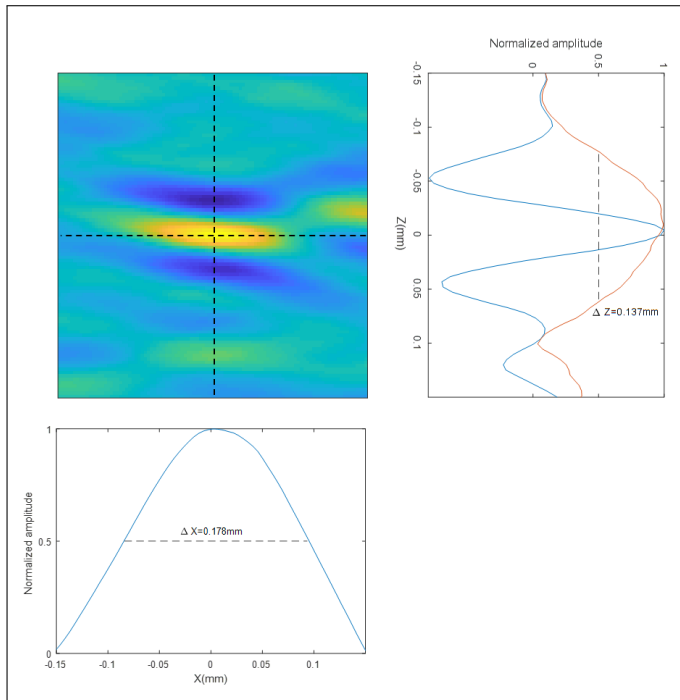 Normalized amplitude
-0.15 0 0.5 1
-0.1
-0.05
0
0.05
0.1
Z(mm)
Δ Z=0.137mm
1
0.5
0
Normalized amplitude
Δ X=0.178mm
-0.15 -0.1 -0.05 0 0.05 0.1
X(mm)